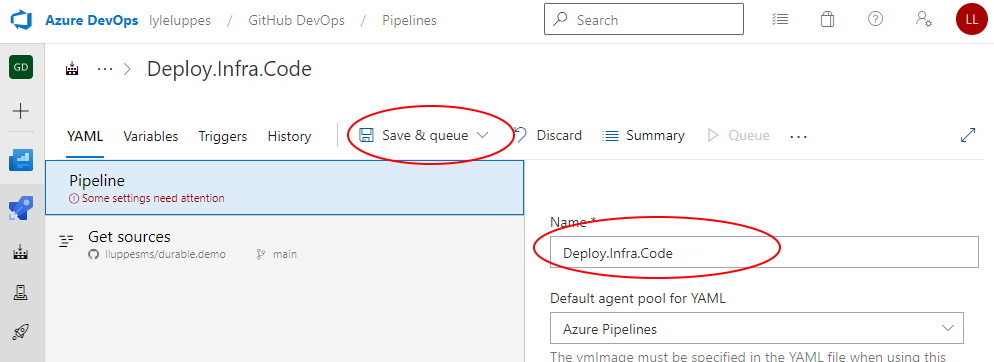 Azure DevOps lyleluppes / GitHub DevOps / Pipelines Search LL
GD ... > Deploy.Infra.Code
YAML Variables Triggers History Save & queue Discard Summary Queue ...
Pipeline
Some settings need attention
Name *
Get sources
lluppesms/durable.demo main
Deploy.Infra.Code
Default agent pool for YAML
Azure Pipelines
The vmImage must be specified in the YAML file when using this